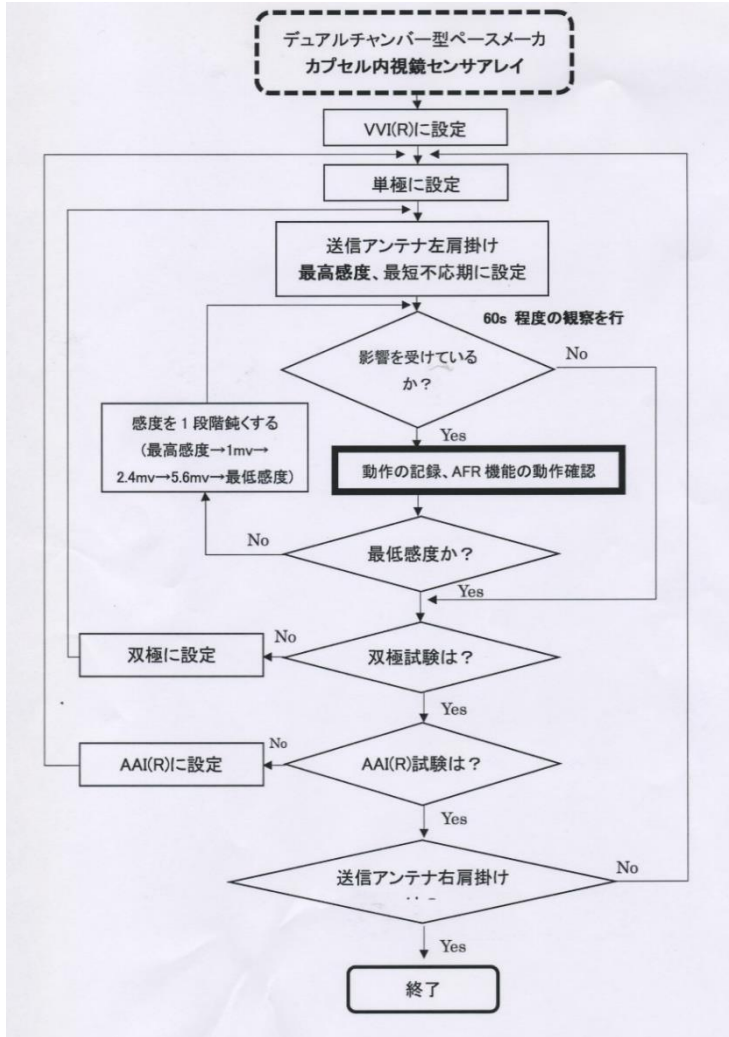 デュアルチャンバー型ペースメーカ
カプセル内視鏡センサアレイ
VVI(R)に設定
単極に設定
送信アンテナ左肩掛け
最高感度、最短不応期に設定
60s 程度の観察を行
影響を受けている
か？
No
Yes
感度を1段階鈍くする
(最高感度→1mv→
2.4mv→5.6mv→最低感度)
動作の記録、AFR 機能の動作確認
最低感度か？
No
Yes
双極試験は？
No
双極に設定
Yes
AAI(R)試験は？
No
AAI(R)に設定
Yes
送信アンテナ右肩掛け
No
Yes
終了